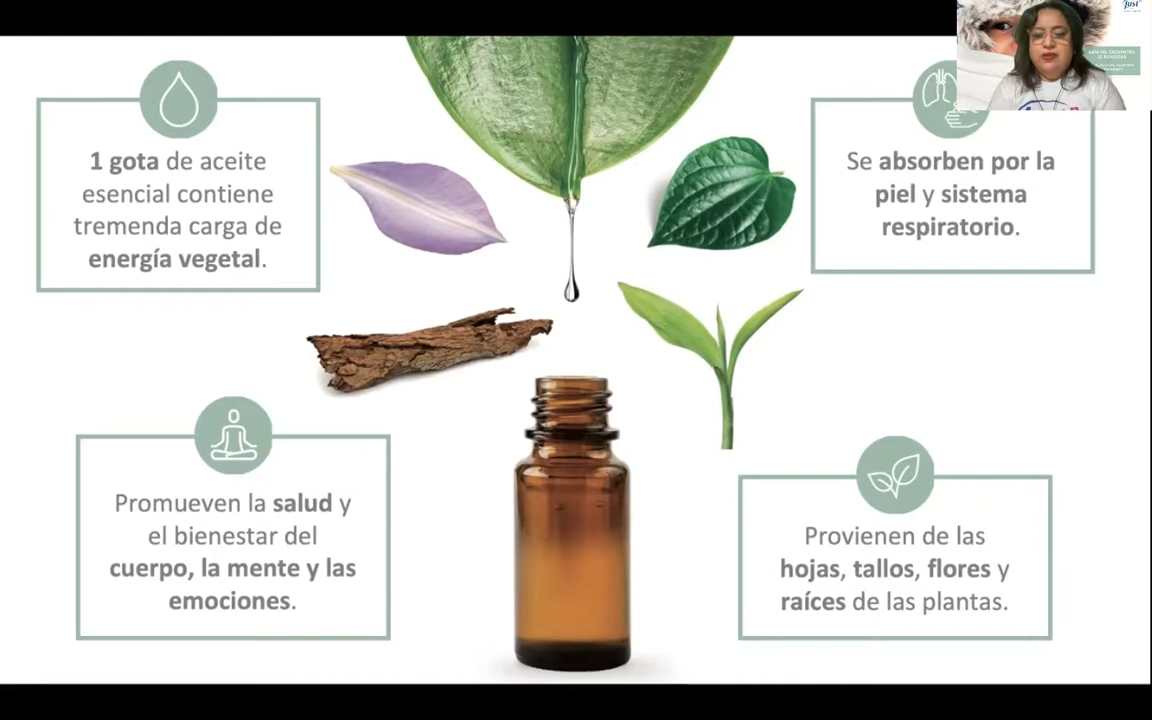 Just
1 gota de aceite
esencial contiene
tremenda carga de
energía vegetal.
Se absorben por la
piel y sistema
respiratorio.
Promueven la salud y
el bienestar del
cuerpo, la mente y las
emociones.
Provienen de las
hojas, tallos, flores y
raíces de las plantas.